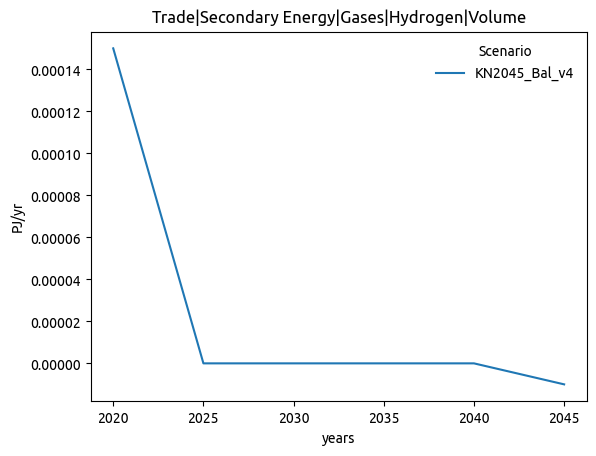 Trade|Secondary Energy|Gases|Hydrogen|Volume
Scenario
KN2045_Bal_v4
PJ/yr
0.00014
0.00012
0.00010
0.00008
0.00006
0.00004
0.00002
0.00000
2020 2025 2030 2035 2040 2045
years